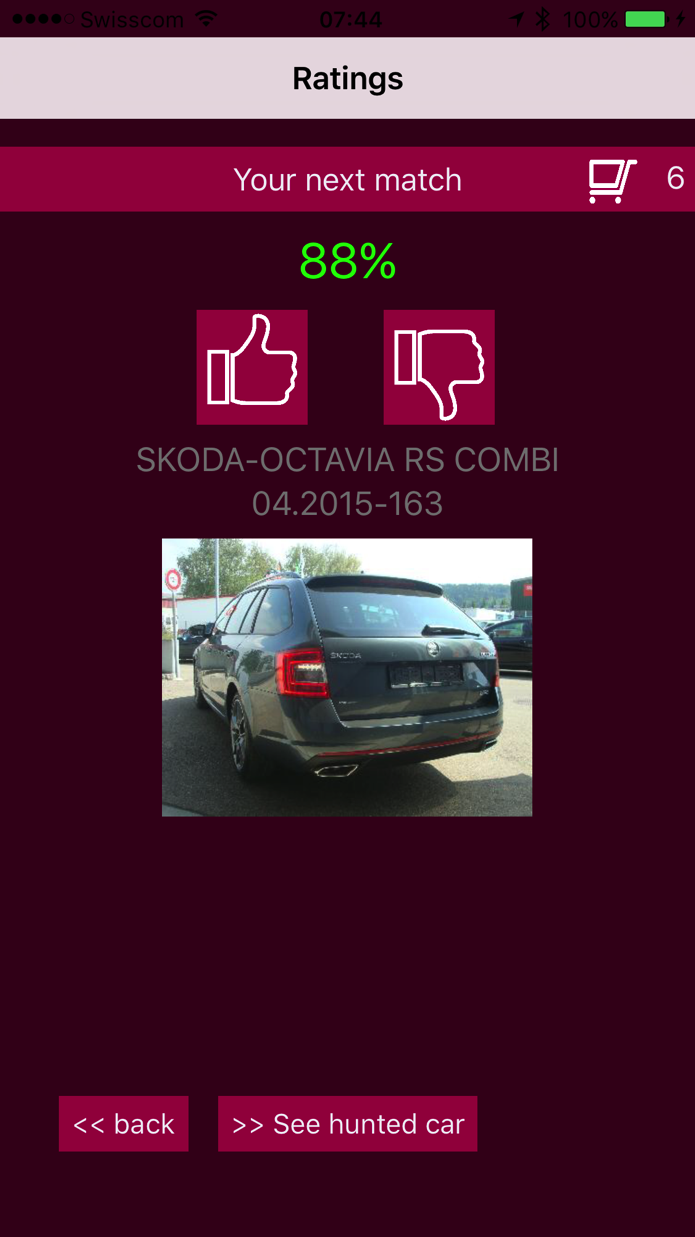 Swisscom 07:44 100%
Ratings
Your next match 6
88%
SKODA-OCTAVIA RS COMBI
04.2015-163
ŠKODA
<< back >> See hunted car